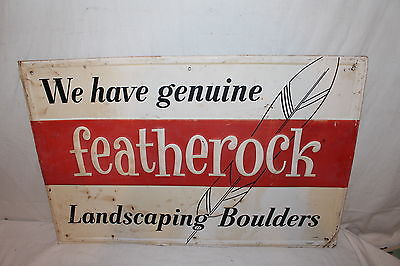 We have genuine
featherock
Landscaping Boulders